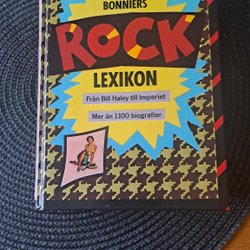 BONNIERS
ROCK
LEXIKON
Från Bill Haley till Imperiet
Mer än 1100 biografier